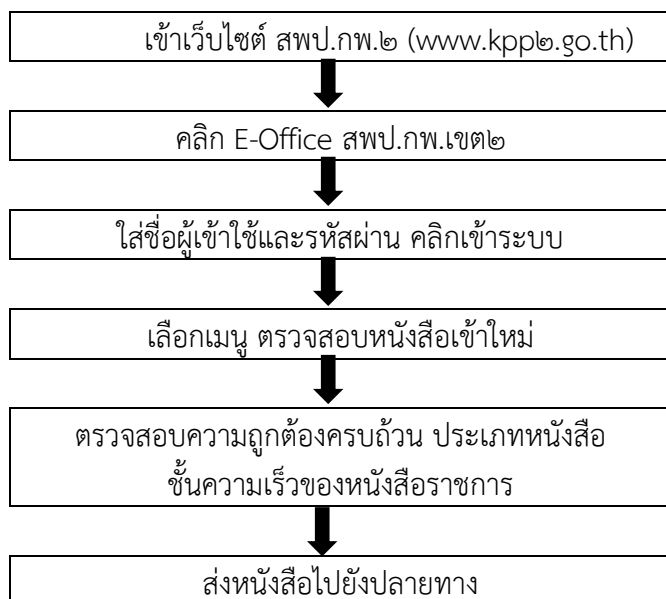 เข้าเว็บไซต์ สพป.กพ.๒ (www.kpp๒.go.th)
คลิก E-Office สพป.กพ.เขต๒
ใส่ชื่อผู้เข้าใช้และรหัสผ่าน คลิกเข้าระบบ
เลือกเมนู ตรวจสอบหนังสือเข้าใหม่
ตรวจสอบความถูกต้องครบถ้วน ประเภทหนังสือ
ชั้นความเร็วของหนังสือราชการ
ส่งหนังสือไปยังปลายทาง